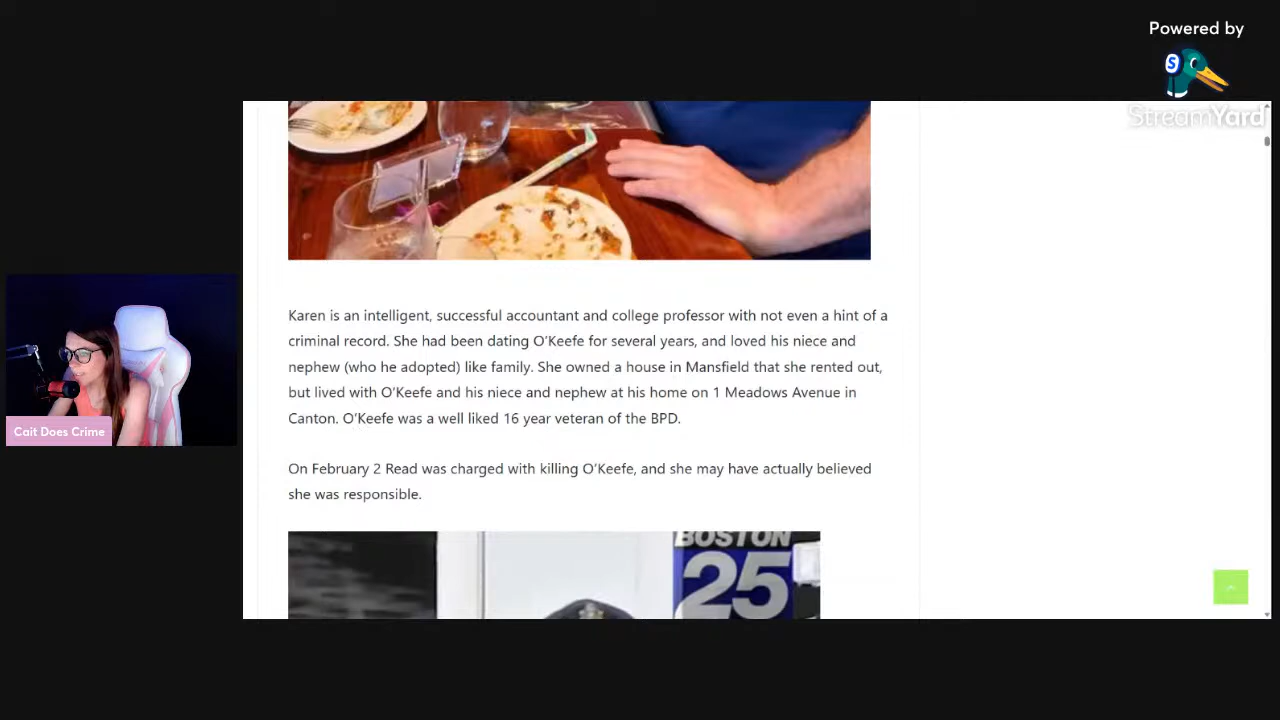 Powered by
S
StreamYard
Karen is an intelligent, successful accountant and college professor with not even a hint of a
criminal record. She had been dating O'Keefe for several years, and loved his niece and
nephew (who he adopted) like family. She owned a house in Mansfield that she rented out,
but lived with O'Keefe and his niece and nephew at his home on 1 Meadows Avenue in
Canton. O'Keefe was a well liked 16 year veteran of the BPD.
Cait Does Crime
On February 2 Read was charged with killing O'Keefe, and she may have actually believed
she was responsible.
BOSTON
25